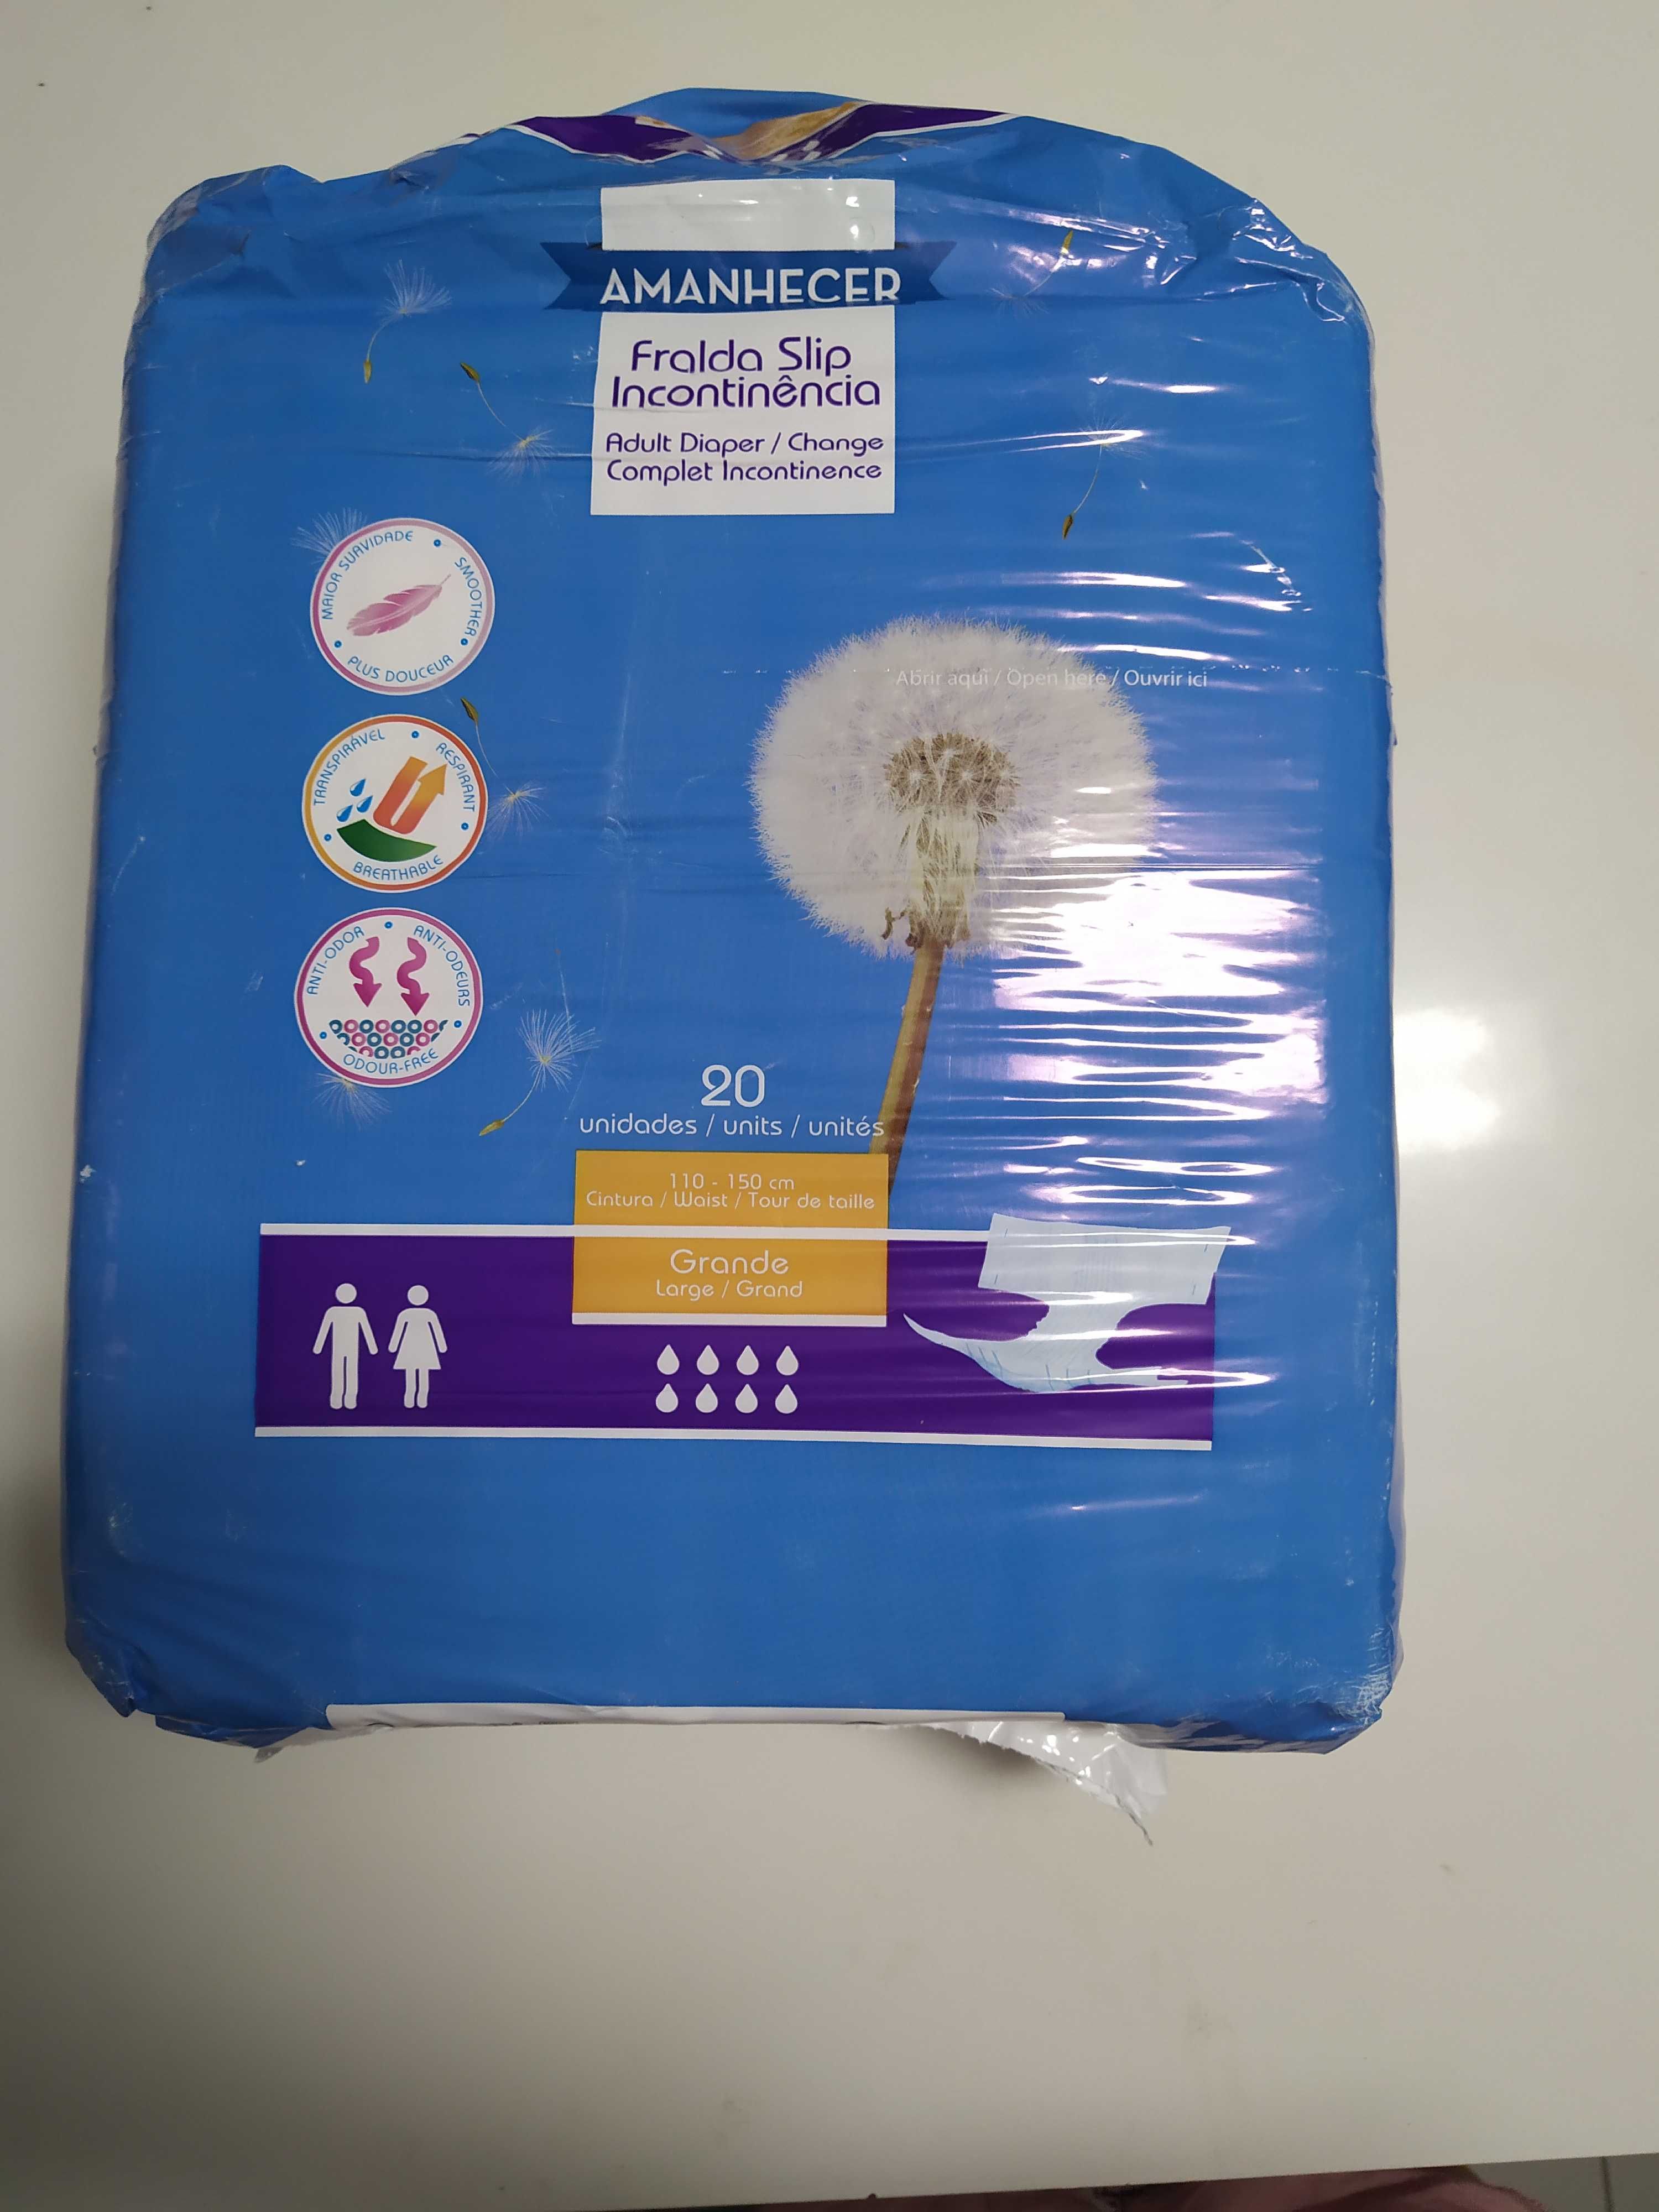 AMANHECER
Fralda Slip
Incontinência
Adult Diaper / Change
Complet Incontinence
MAIOR SUAVIDADE • SMOOTHER • PLUS DOUCEUR •
Abrir aqui / Open here / Ouvrir ici
TRANSPIRÁVEL • RESPIRANT • BREATHABLE •
ANTI-ODOR • ANTI-ODEURS • ODOUR-FREE •
20
unidades / units / unités
110 - 150 cm
Cintura / Waist / Tour de taille
Grande
Large / Grand